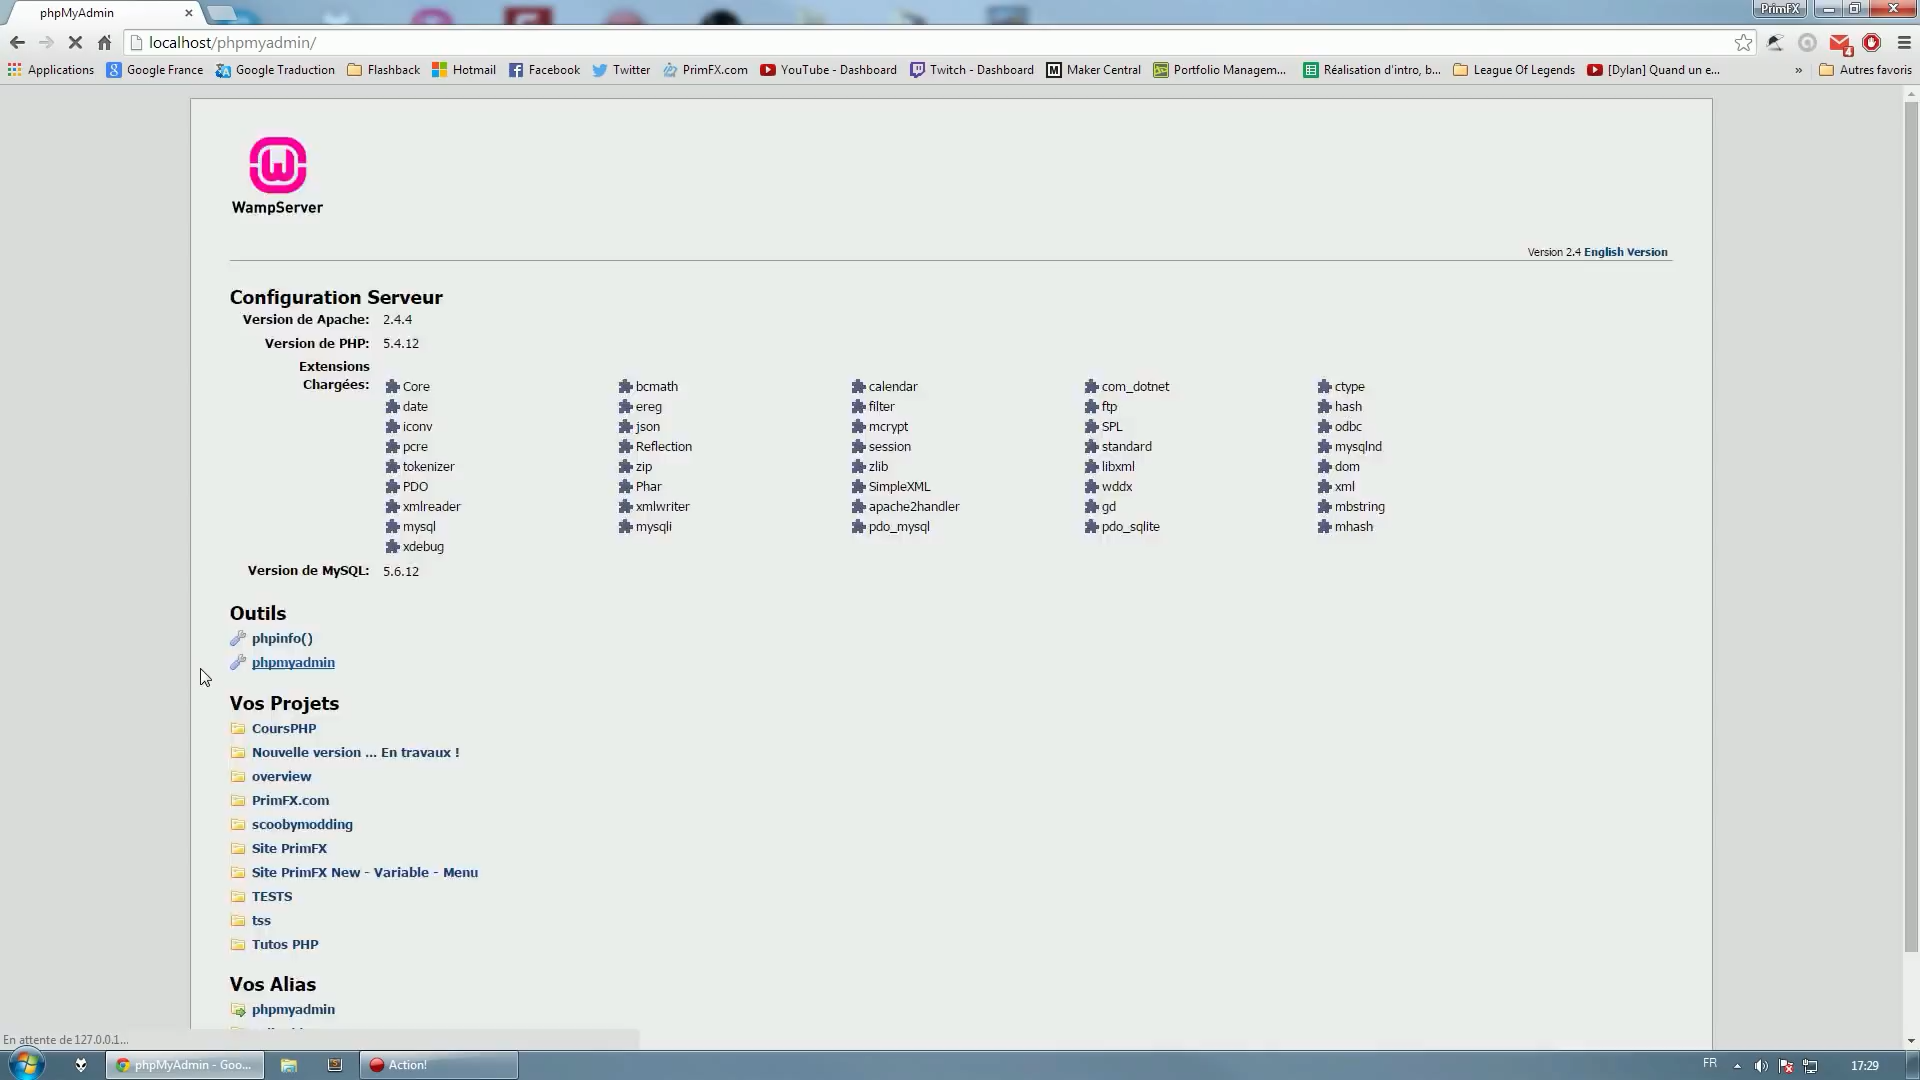 phpMyAdmin
PrimFX
localhost/phpmyadmin/
Applications Google France Google Traduction Flashback Hotmail Facebook Twitter PrimFX.com YouTube - Dashboard Twitch - Dashboard Maker Central Portfolio Managem... Réalisation d'intro, b... League Of Legends [Dylan] Quand un e... » Autres favoris
WampServer
Version 2.4 English Version
Configuration Serveur
Version de Apache: 2.4.4
Version de PHP: 5.4.12
Extensions
Chargées:
Core bcmath calendar com_dotnet ctype
date ereg filter ftp hash
iconv json mcrypt SPL odbc
pcre Reflection session standard mysqlnd
tokenizer zip zlib libxml dom
PDO Phar SimpleXML wddx xml
xmlreader xmlwriter apache2handler gd mbstring
mysql mysqli pdo_mysql pdo_sqlite mhash
xdebug
Version de MySQL: 5.6.12
Outils
phpinfo()
phpmyadmin
Vos Projets
CoursPHP
Nouvelle version ... En travaux !
overview
PrimFX.com
scoobymodding
Site PrimFX
Site PrimFX New - Variable - Menu
TESTS
tss
Tutos PHP
Vos Alias
phpmyadmin
En attente de 127.0.0.1...
phpMyAdmin - Goo... Action! FR 17:29